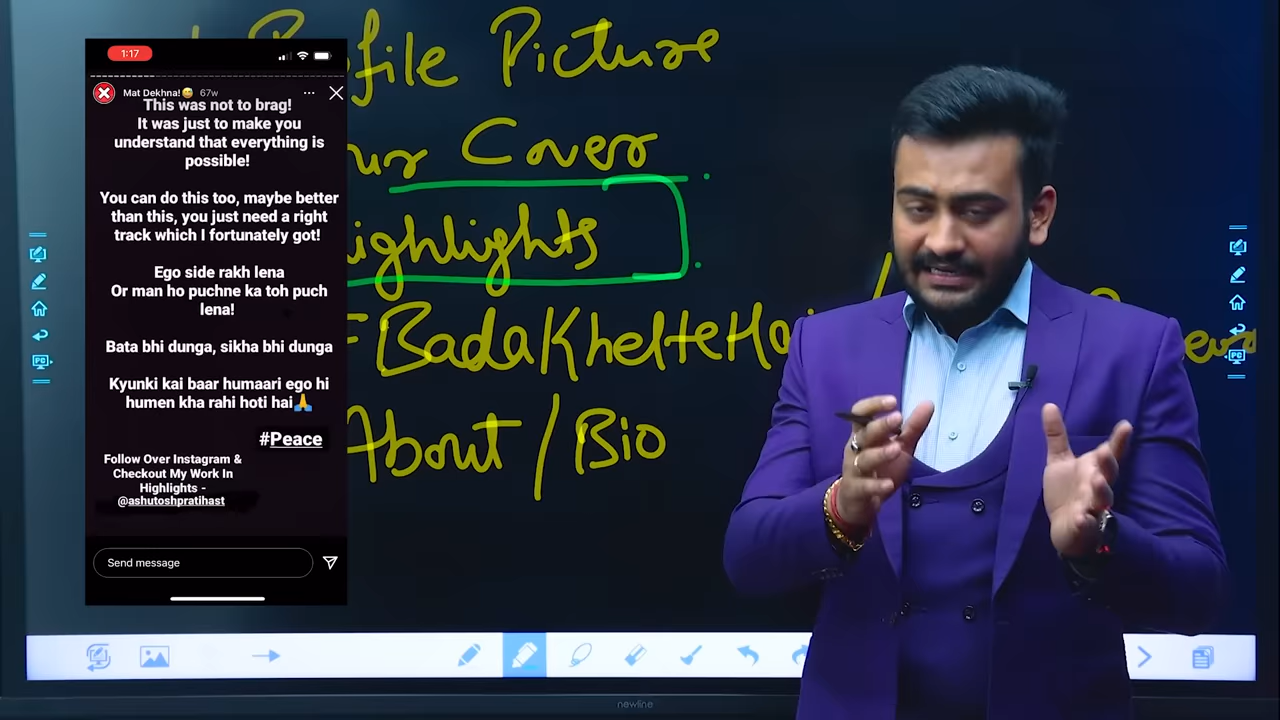 Profile Picture
Cover
Highlights
BadaKhelteHai
About / Bio
1:17
Mat Dekhna!😅 67w
This was not to brag!
It was just to make you
understand that everything is
possible!
You can do this too, maybe better
than this, you just need a right
track which I fortunately got!
Ego side rakh lena
Or man ho puchne ka toh puch
lena!
Bata bhi dunga, sikha bhi dunga
Kyunki kai baar humaari ego hi
humen kha rahi hoti hai🙏
#Peace
Follow Over Instagram &
Checkout My Work In
Highlights -
@ashutoshpratihast
Send message
PC
PC
newline